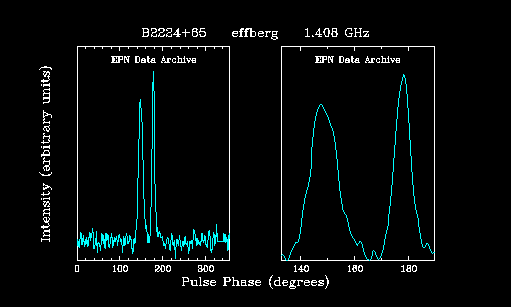 B2224+65 effberg 1.408 GHz
EPN Data Archive
EPN Data Archive
Intensity (arbitrary units)
0 100 200 300
140 160 180
Pulse Phase (degrees)